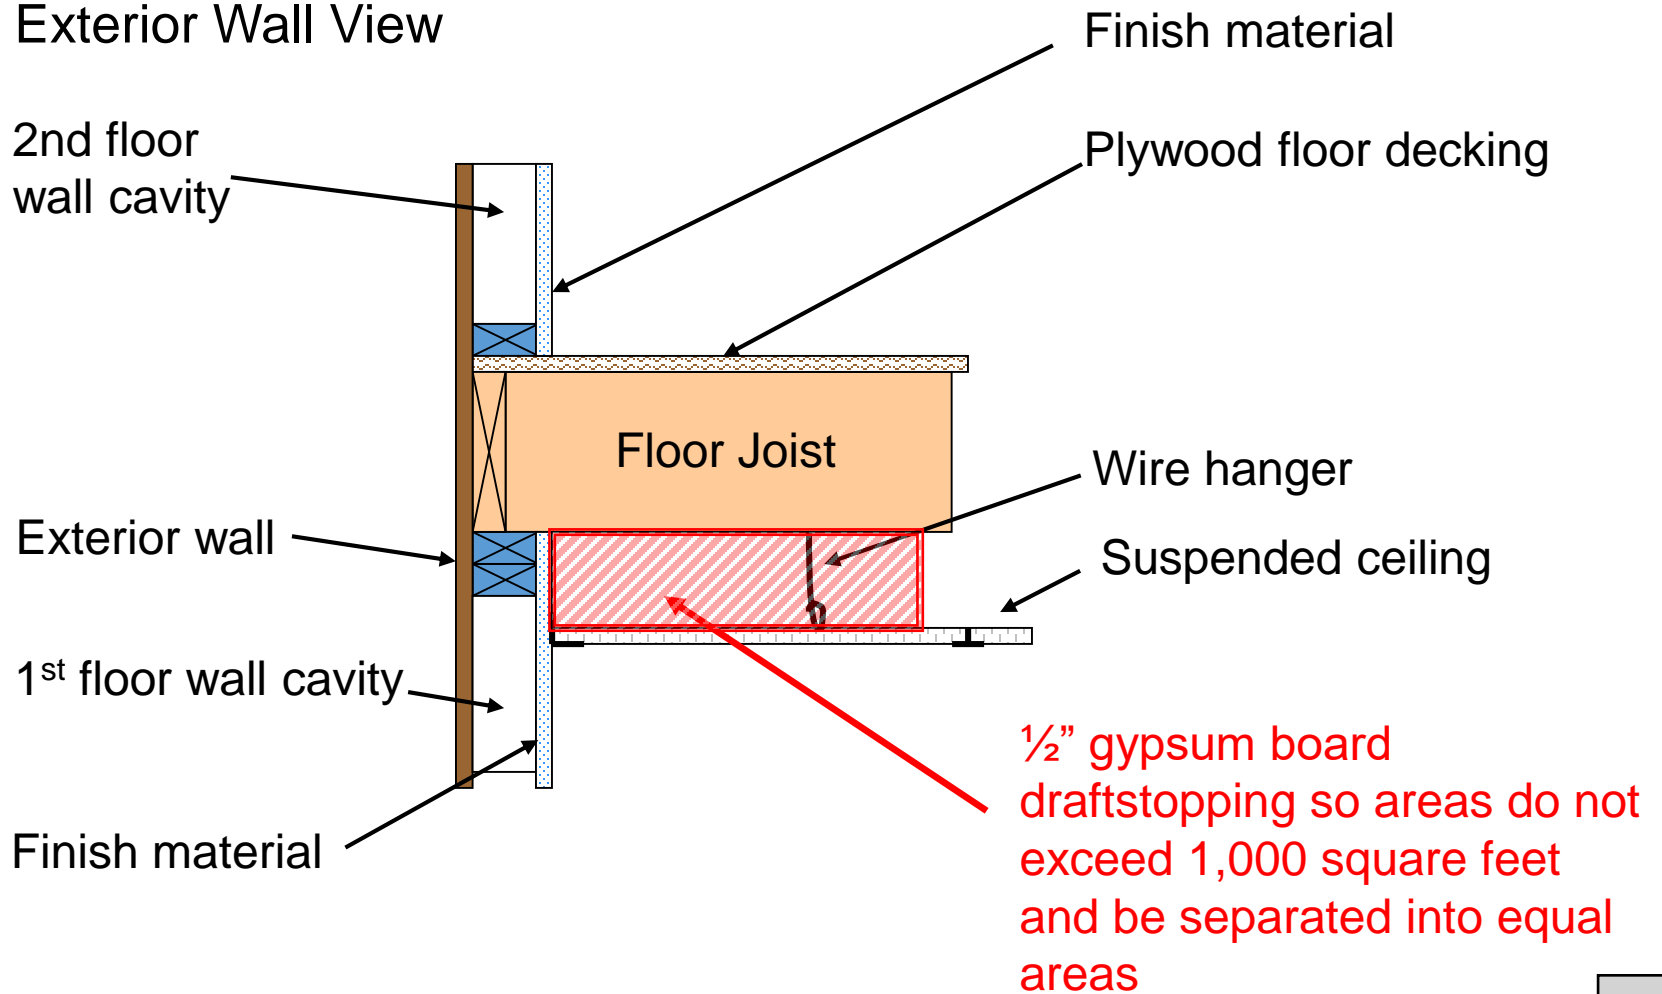 Exterior Wall View
Finish material
2nd floor
wall cavity
Plywood floor decking
Floor Joist
Wire hanger
Exterior wall
Suspended ceiling
1st floor wall cavity
½” gypsum board
draftstopping so areas do not
exceed 1,000 square feet
and be separated into equal
areas
Finish material